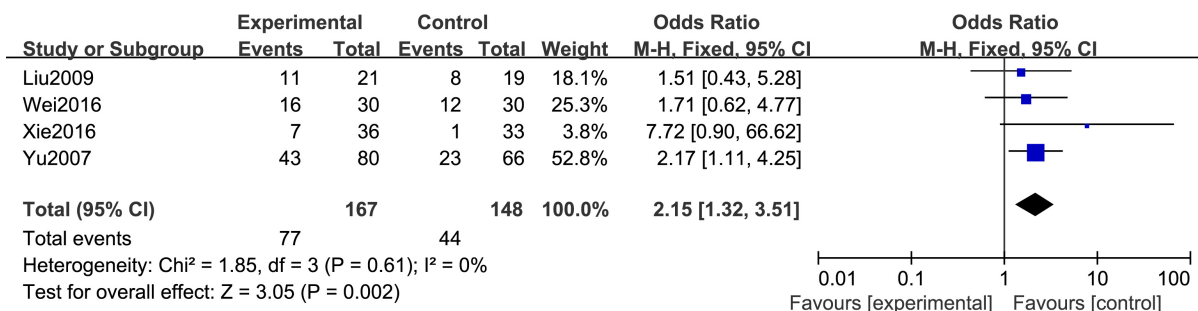 Experimental Control Odds Ratio Odds Ratio
Study or Subgroup Events Total Events Total Weight M-H, Fixed, 95% CI M-H, Fixed, 95% CI
Liu2009 11 21 8 19 18.1% 1.51 [0.43, 5.28]
Wei2016 16 30 12 30 25.3% 1.71 [0.62, 4.77]
Xie2016 7 36 1 33 3.8% 7.72 [0.90, 66.62]
Yu2007 43 80 23 66 52.8% 2.17 [1.11, 4.25]
Total (95% CI) 167 148 100.0% 2.15 [1.32, 3.51]
Total events 77 44
Heterogeneity: Chi² = 1.85, df = 3 (P = 0.61); I² = 0%
Test for overall effect: Z = 3.05 (P = 0.002)
0.01 0.1 1 10 100
Favours [experimental] Favours [control]